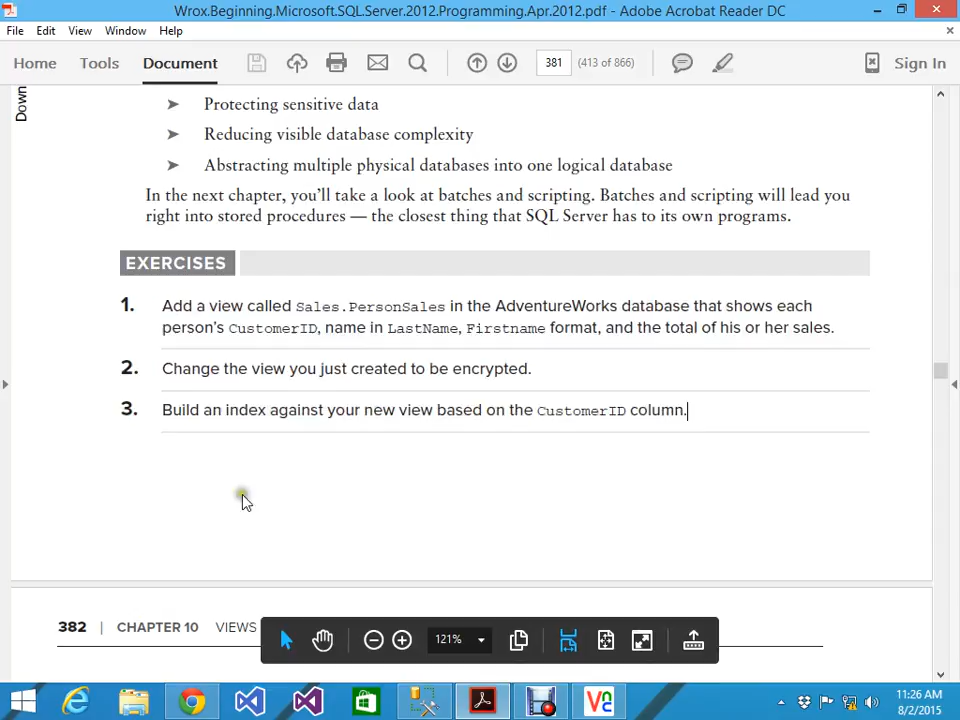 Wrox.Beginning.Microsoft.SQL.Server.2012.Programming.Apr.2012.pdf - Adobe Acrobat Reader DC
File Edit View Window Help
Home Tools Document 381 (413 of 866) Sign In
Down
Protecting sensitive data
Reducing visible database complexity
Abstracting multiple physical databases into one logical database
In the next chapter, you'll take a look at batches and scripting. Batches and scripting will lead you
right into stored procedures — the closest thing that SQL Server has to its own programs.
EXERCISES
1. Add a view called Sales.PersonSales in the AdventureWorks database that shows each
person's CustomerID, name in LastName, Firstname format, and the total of his or her sales.
2. Change the view you just created to be encrypted.
3. Build an index against your new view based on the CustomerID column.
382 | CHAPTER 10 VIEWS
121%
11:26 AM
8/2/2015